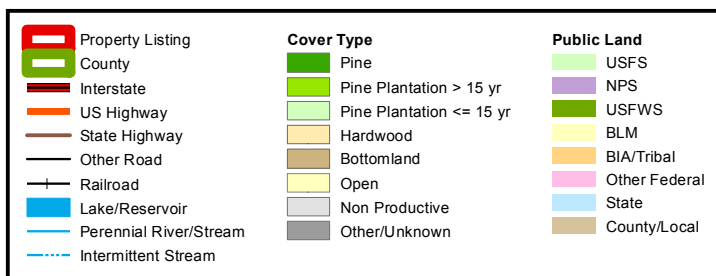 Property Listing
County
Interstate
US Highway
State Highway
Other Road
Railroad
Lake/Reservoir
Perennial River/Stream
Intermittent Stream
Cover Type
Pine
Pine Plantation > 15 yr
Pine Plantation <= 15 yr
Hardwood
Bottomland
Open
Non Productive
Other/Unknown
Public Land
USFS
NPS
USFWS
BLM
BIA/Tribal
Other Federal
State
County/Local